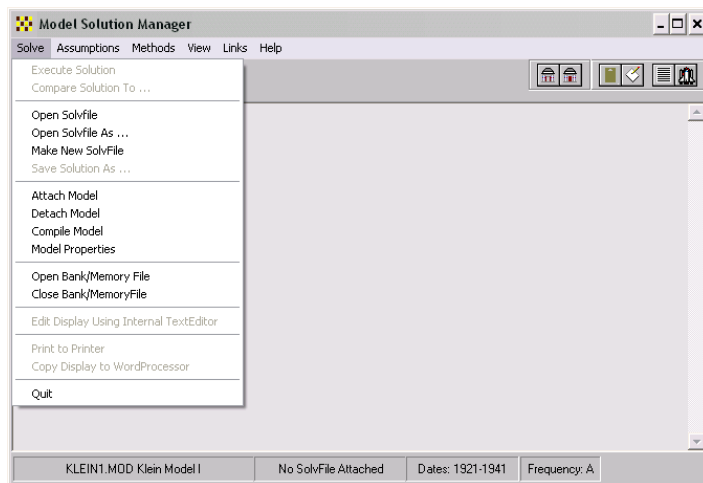 Model Solution Manager
Solve Assumptions Methods View Links Help
Execute Solution
Compare Solution To ...
Open Solvfile
Open Solvfile As ...
Make New SolvFile
Save Solution As ...
Attach Model
Detach Model
Compile Model
Model Properties
Open Bank/Memory File
Close Bank/MemoryFile
Edit Display Using Internal TextEditor
Print to Printer
Copy Display to WordProcessor
Quit
KLEIN1.MOD Klein Model I No SolvFile Attached Dates: 1921-1941 Frequency: A